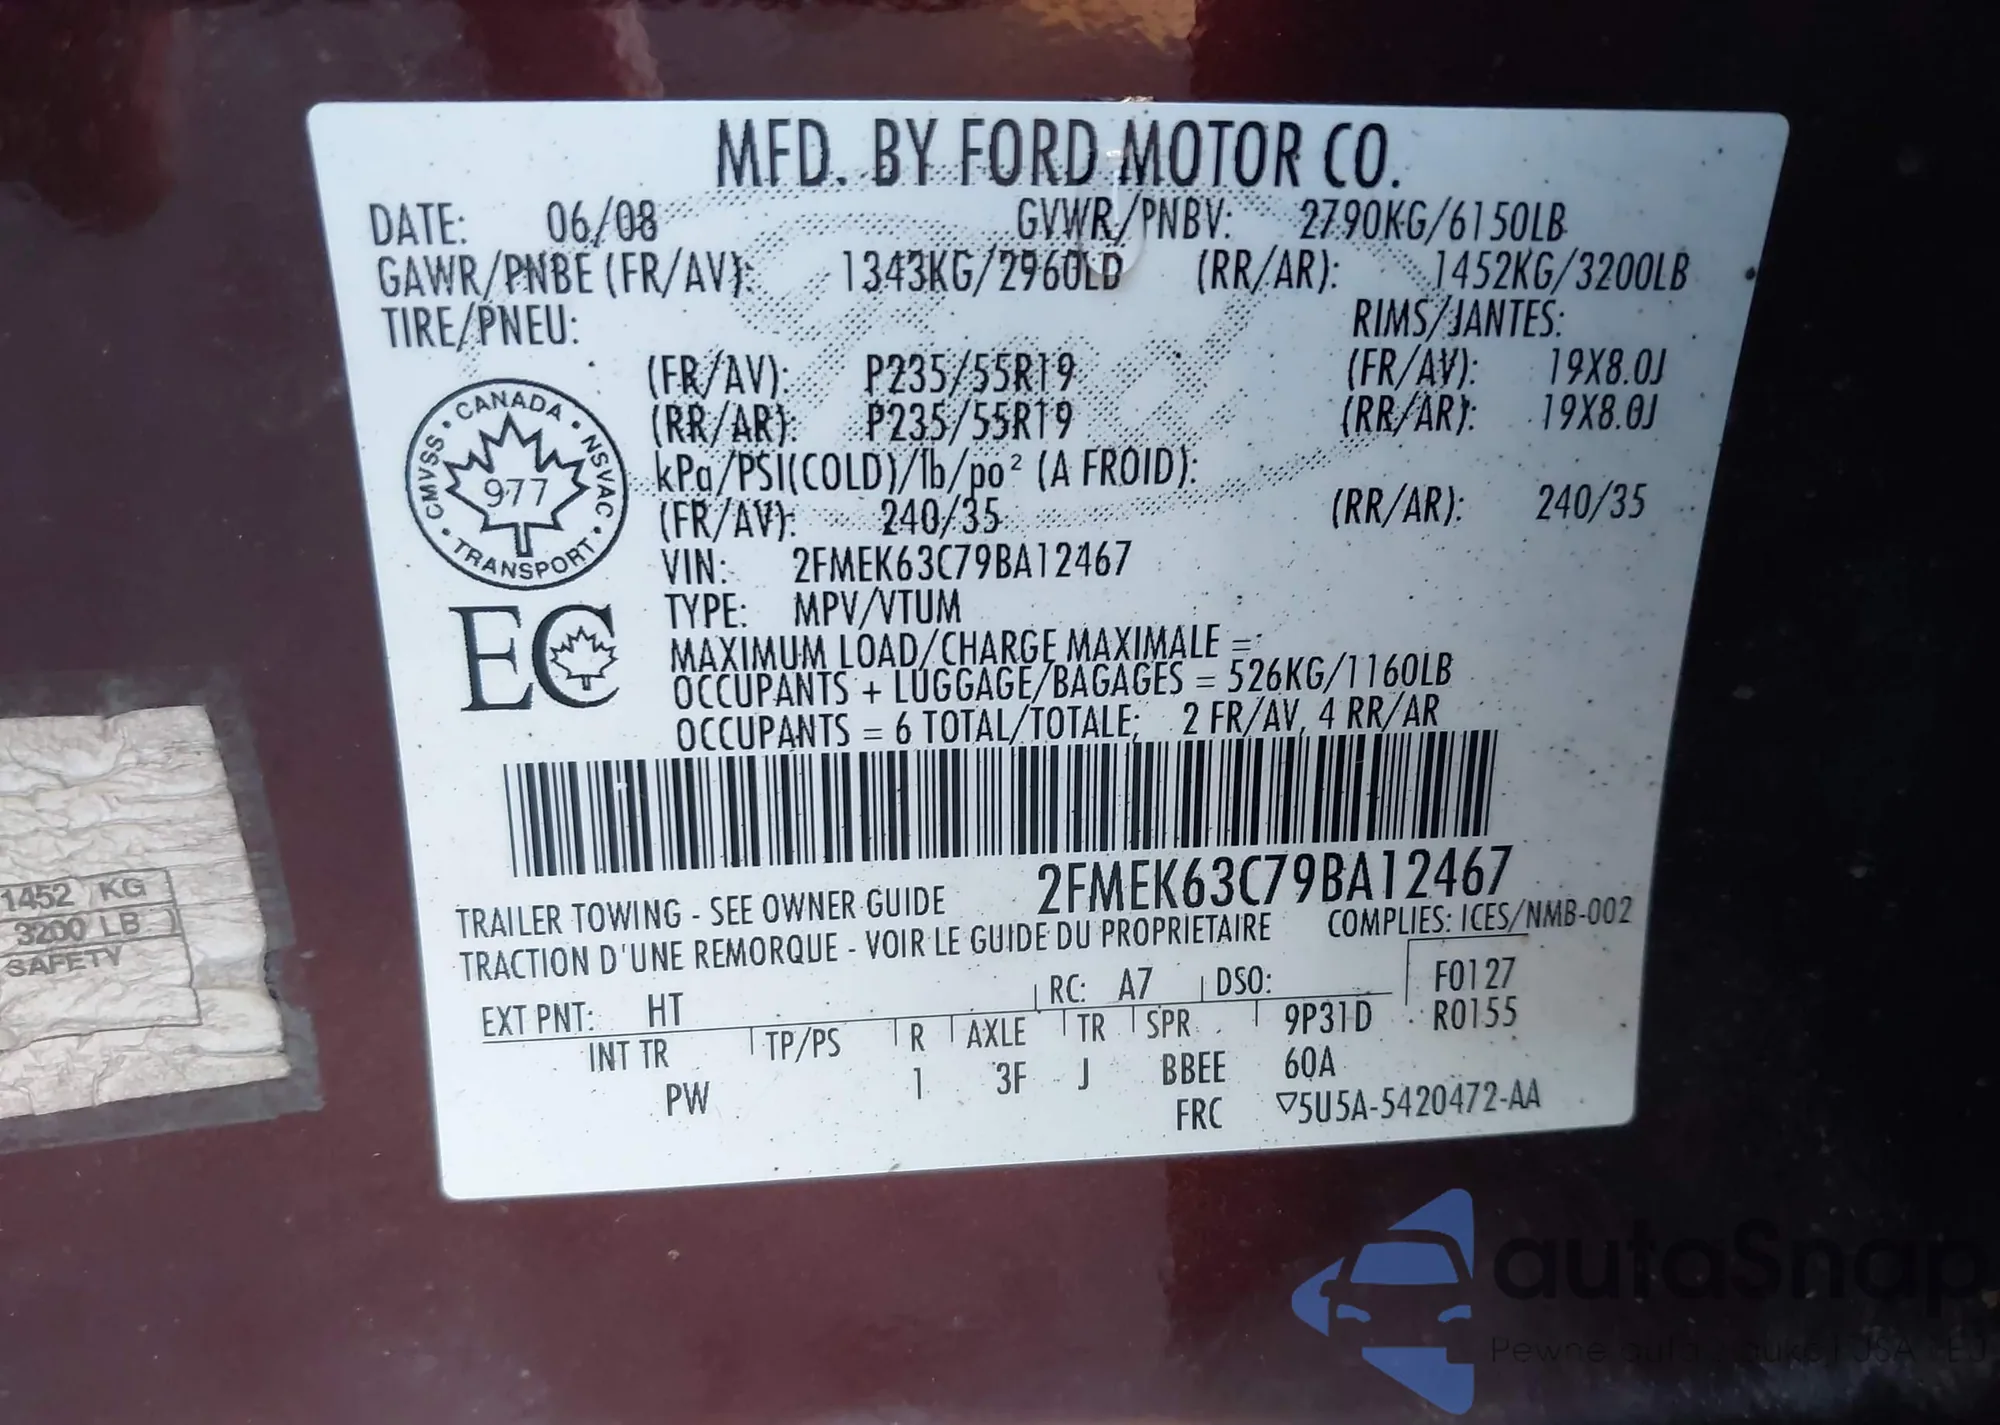 MFD. BY FORD MOTOR CO.
DATE: 06/08 GVWR/PNBV: 2790KG/6150LB
GAWR/PNBE (FR/AV): 1343KG/2960LB (RR/AR): 1452KG/3200LB
TIRE/PNEU: RIMS/JANTES:
(FR/AV): P235/55R19 (FR/AV): 19X8.0J
(RR/AR): P235/55R19 (RR/AR): 19X8.0J
kPa/PSI(COLD)/lb/po² (A FROID):
(FR/AV): 240/35 (RR/AR): 240/35
CANADA
CMVSS NSVAC
977
TRANSPORT
VIN: 2FMEK63C79BA12467
TYPE: MPV/VTUM
EC
MAXIMUM LOAD/CHARGE MAXIMALE =
OCCUPANTS + LUGGAGE/BAGAGES = 526KG/1160LB
OCCUPANTS = 6 TOTAL/TOTALE; 2 FR/AV, 4 RR/AR
2FMEK63C79BA12467
TRAILER TOWING - SEE OWNER GUIDE
TRACTION D'UNE REMORQUE - VOIR LE GUIDE DU PROPRIETAIRE
COMPLIES: ICES/NMB-002
EXT PNT: HT RC: A7 DSO: F0127
INT TR TP/PS R AXLE TR SPR 9P31D R0155
PW 1 3F J BBEE 60A
FRC ▽5U5A-5420472-AA
1452 KG
3200 LB
SAFETY
autoSnap
Pewne auta z aukcji USA